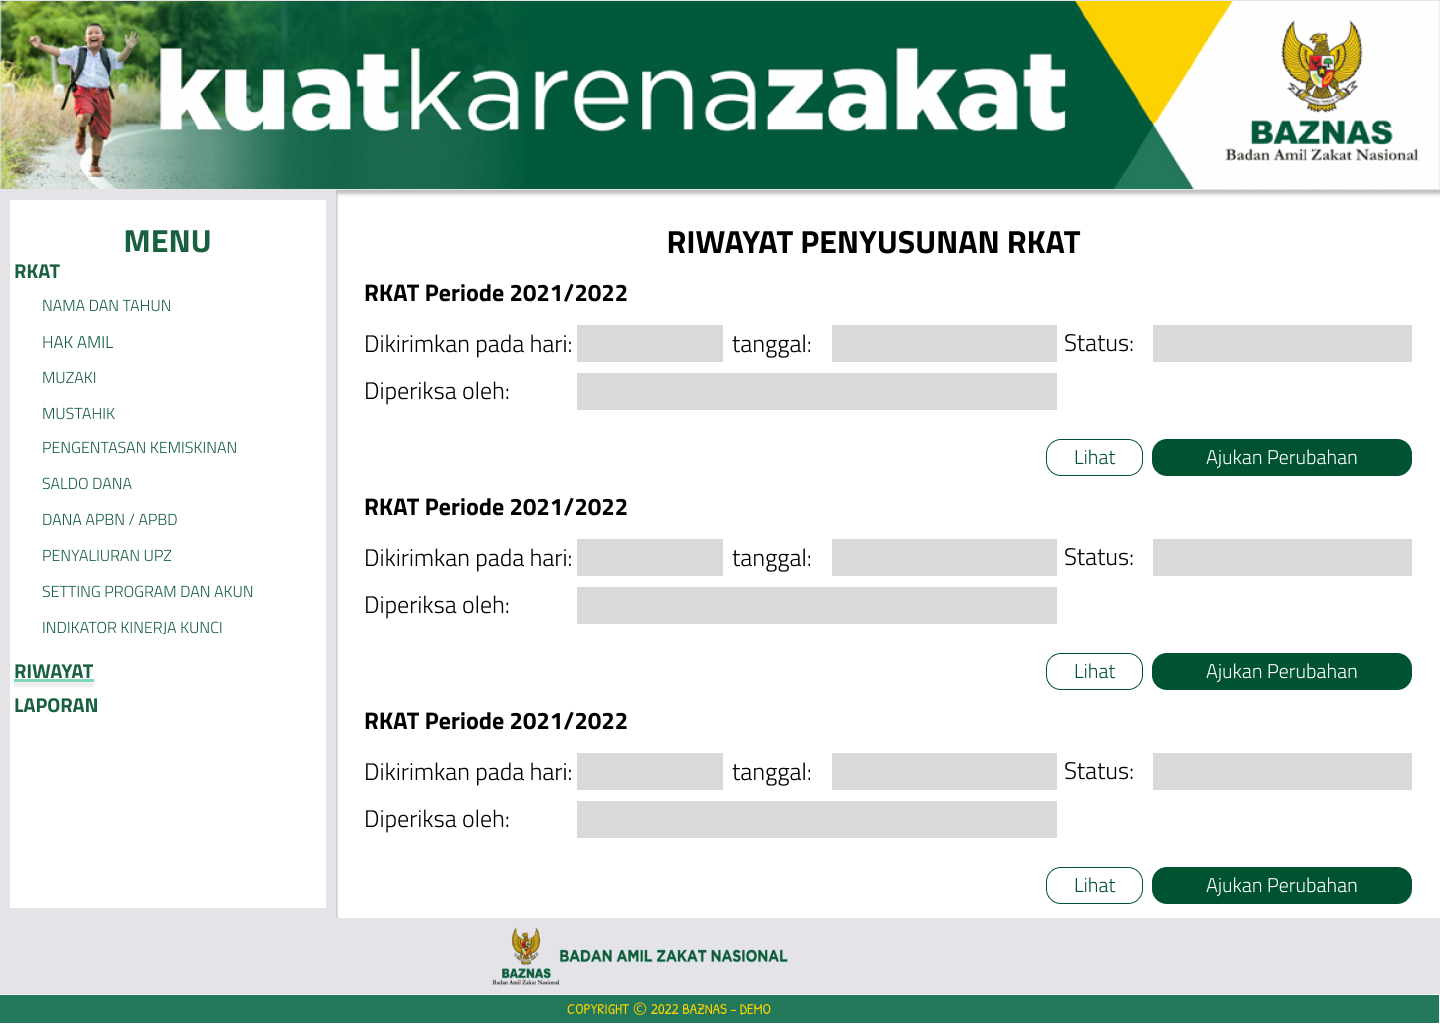 kuatkarenazakat
BAZNAS
Badan Amil Zakat Nasional
MENU
RKAT
NAMA DAN TAHUN
HAK AMIL
MUZAKI
MUSTAHIK
PENGENTASAN KEMISKINAN
SALDO DANA
DANA APBN / APBD
PENYALIURAN UPZ
SETTING PROGRAM DAN AKUN
INDIKATOR KINERJA KUNCI
RIWAYAT
LAPORAN
RIWAYAT PENYUSUNAN RKAT
RKAT Periode 2021/2022
Dikirimkan pada hari: tanggal: Status:
Diperiksa oleh:
Lihat Ajukan Perubahan
RKAT Periode 2021/2022
Dikirimkan pada hari: tanggal: Status:
Diperiksa oleh:
Lihat Ajukan Perubahan
RKAT Periode 2021/2022
Dikirimkan pada hari: tanggal: Status:
Diperiksa oleh:
Lihat Ajukan Perubahan
BAZNAS
Badan Amil Zakat Nasional
BADAN AMIL ZAKAT NASIONAL
COPYRIGHT © 2022 BAZNAS - DEMO